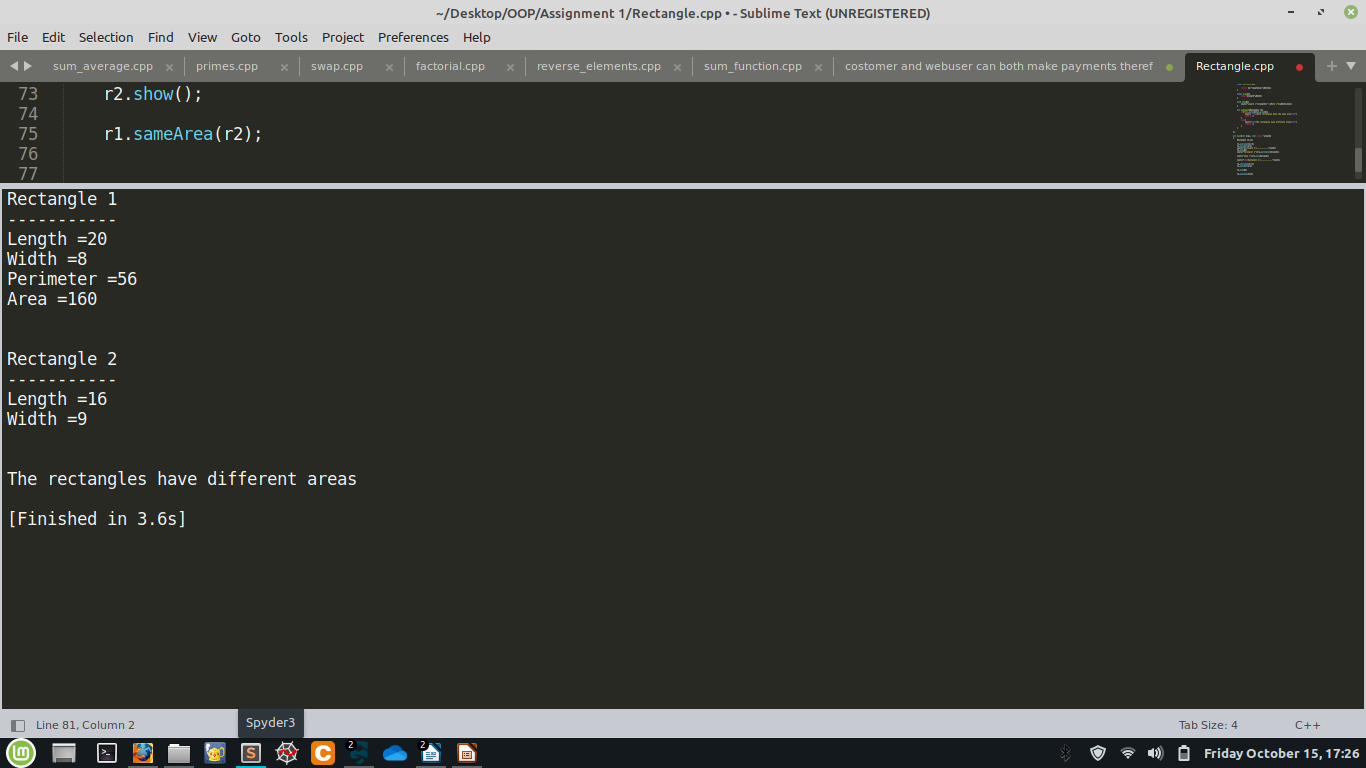 ~/Desktop/OOP/Assignment 1/Rectangle.cpp • - Sublime Text (UNREGISTERED)
File Edit Selection Find View Goto Tools Project Preferences Help
sum_average.cpp primes.cpp swap.cpp factorial.cpp reverse_elements.cpp sum_function.cpp costomer and webuser can both make payments theref Rectangle.cpp
73 r2.show();
74
75 r1.sameArea(r2);
76
77
Rectangle 1
-----------
Length =20
Width =8
Perimeter =56
Area =160
Rectangle 2
-----------
Length =16
Width =9
The rectangles have different areas
[Finished in 3.6s]
Line 81, Column 2 Tab Size: 4 C++
Spyder3
2 2 Friday October 15, 17:26